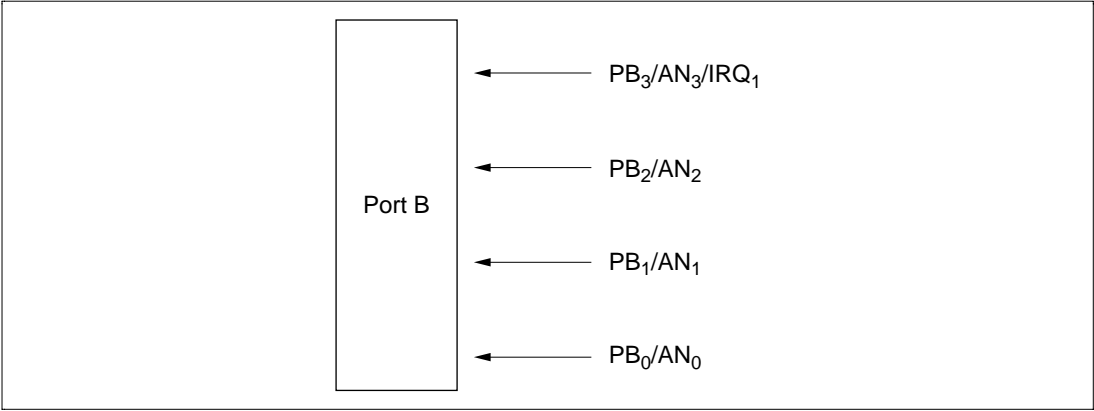 PB₃/AN₃/IRQ₁
PB₂/AN₂
Port B
PB₁/AN₁
PB₀/AN₀